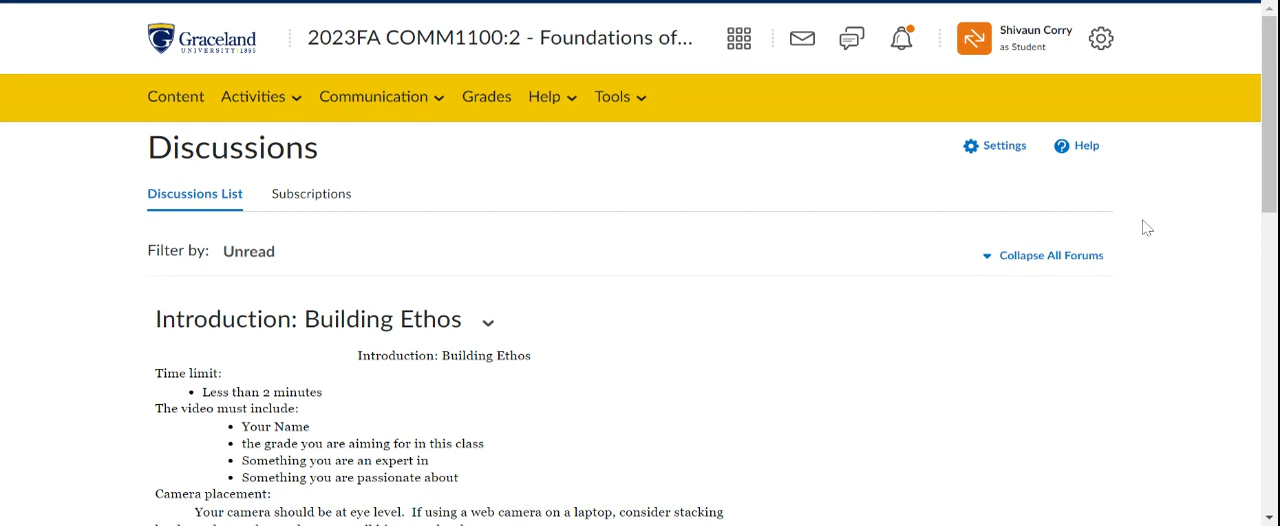 Graceland
UNIVERSITY·1895
2023FA COMM1100:2 - Foundations of...
Shivaun Corry
as Student
Content Activities Communication Grades Help Tools
Discussions
Settings Help
Discussions List Subscriptions
Filter by: Unread
Collapse All Forums
Introduction: Building Ethos
Introduction: Building Ethos
Time limit:
• Less than 2 minutes
The video must include:
• Your Name
• the grade you are aiming for in this class
• Something you are an expert in
• Something you are passionate about
Camera placement:
Your camera should be at eye level. If using a web camera on a laptop, consider stacking